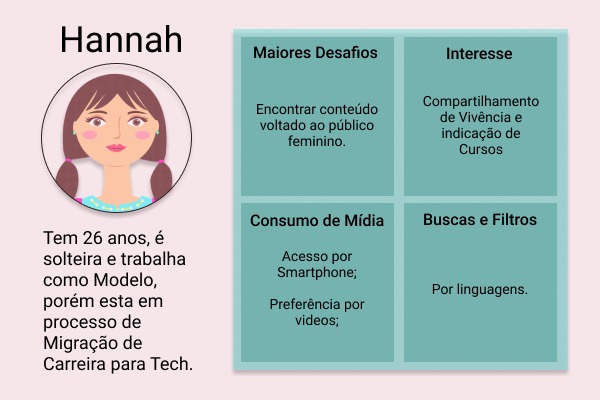 Hannah
Tem 26 anos, é
solteira e trabalha
como Modelo,
porém esta em
processo de
Migração de
Carreira para Tech.
Maiores Desafios
Encontrar conteúdo
voltado ao público
feminino.
Interesse
Compartilhamento
de Vivência e
indicação de
Cursos
Consumo de Mídia
Acesso por
Smartphone;
Preferência por
videos;
Buscas e Filtros
Por linguagens.